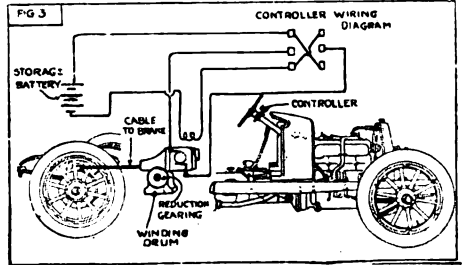 FIG 3
CONTROLLER WIRING
DIAGRAM
STORAGE
BATTERY
CABLE
TO BRAKE
CONTROLLER
REDUCTION
GEARING
WINDING
DRUM